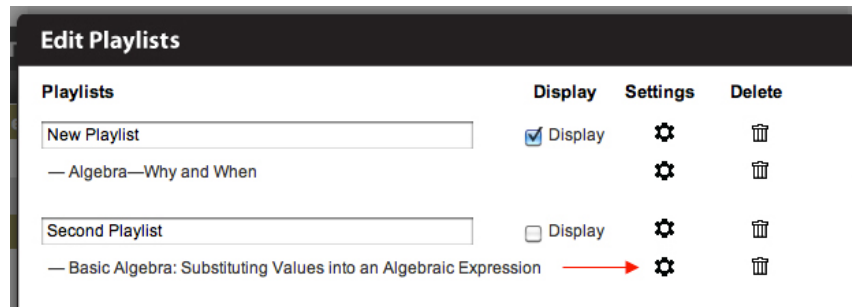 Edit Playlists
Playlists Display Settings Delete
New Playlist Display
— Algebra—Why and When
Second Playlist Display
— Basic Algebra: Substituting Values into an Algebraic Expression